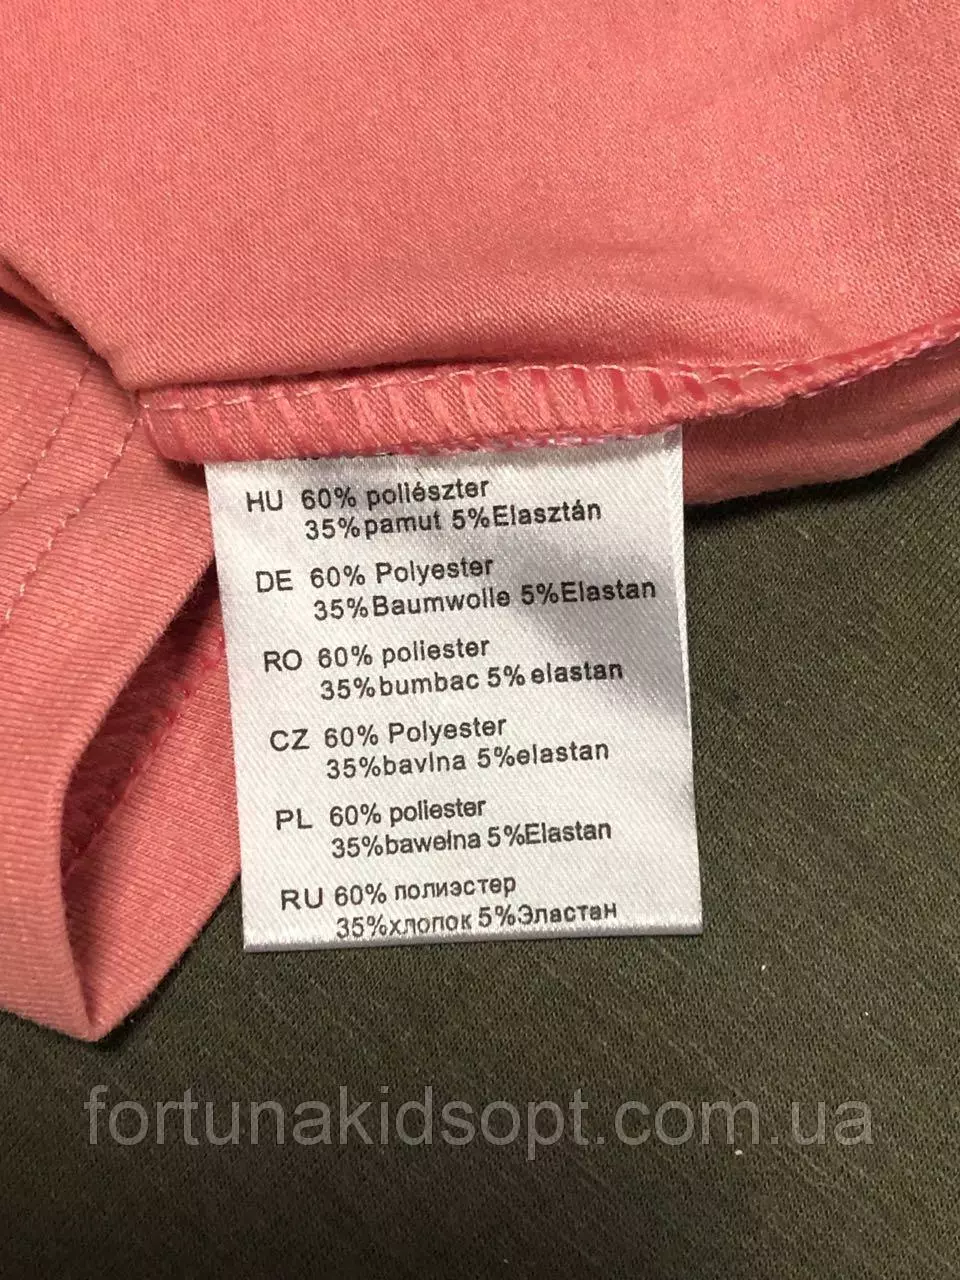 HU 60% poliészter
35%pamut 5%Elasztán
DE 60% Polyester
35%Baumwolle 5%Elastan
RO 60% poliester
35%bumbac 5%elastan
CZ 60% Polyester
35%bavlna 5%elastan
PL 60% poliester
35%bawełna 5%Elastan
RU 60% полиэстер
35%хлопок 5%Эластан
fortunakidsopt.com.ua